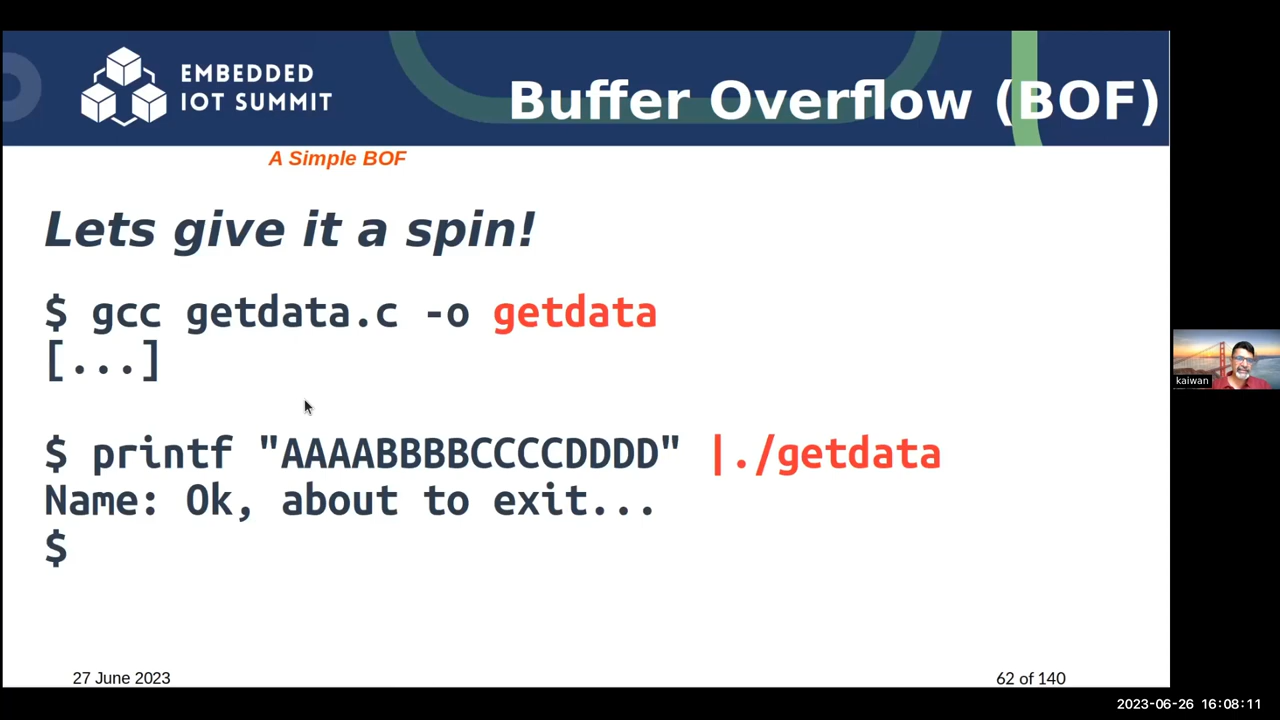 EMBEDDED
IOT SUMMIT
Buffer Overflow (BOF)
A Simple BOF
Lets give it a spin!
$ gcc getdata.c -o getdata
[...]
$ printf "AAAABBBBCCCCDDDD" |./getdata
Name: Ok, about to exit...
$
kaiwan
27 June 2023
62 of 140
2023-06-26 16:08:11